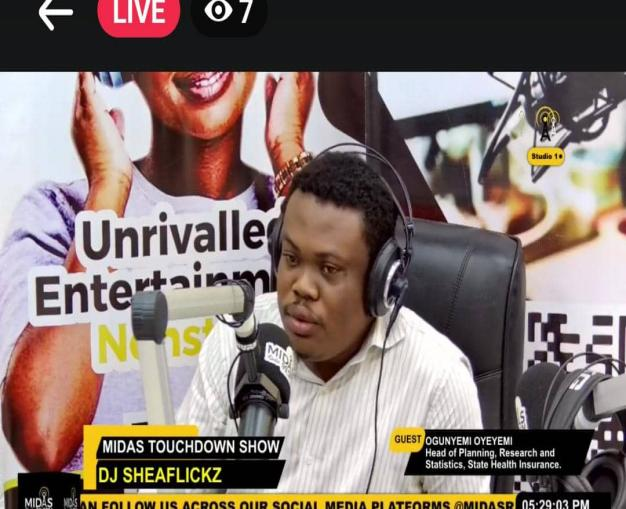 LIVE
7
Studio 1
Unrivalle
Entertainm
Nonst
MIDAS
MIDAS TOUCHDOWN SHOW
DJ SHEAFLICKZ
GUEST
OGUNYEMI OYEYEMI
Head of Planning, Research and
Statistics, State Health Insurance.
MIDAS
MIDAS
AN FOLLOW US ACROSS OUR SOCIAL MEDIA PLATFORMS @MIDASR
05:29:03 PM